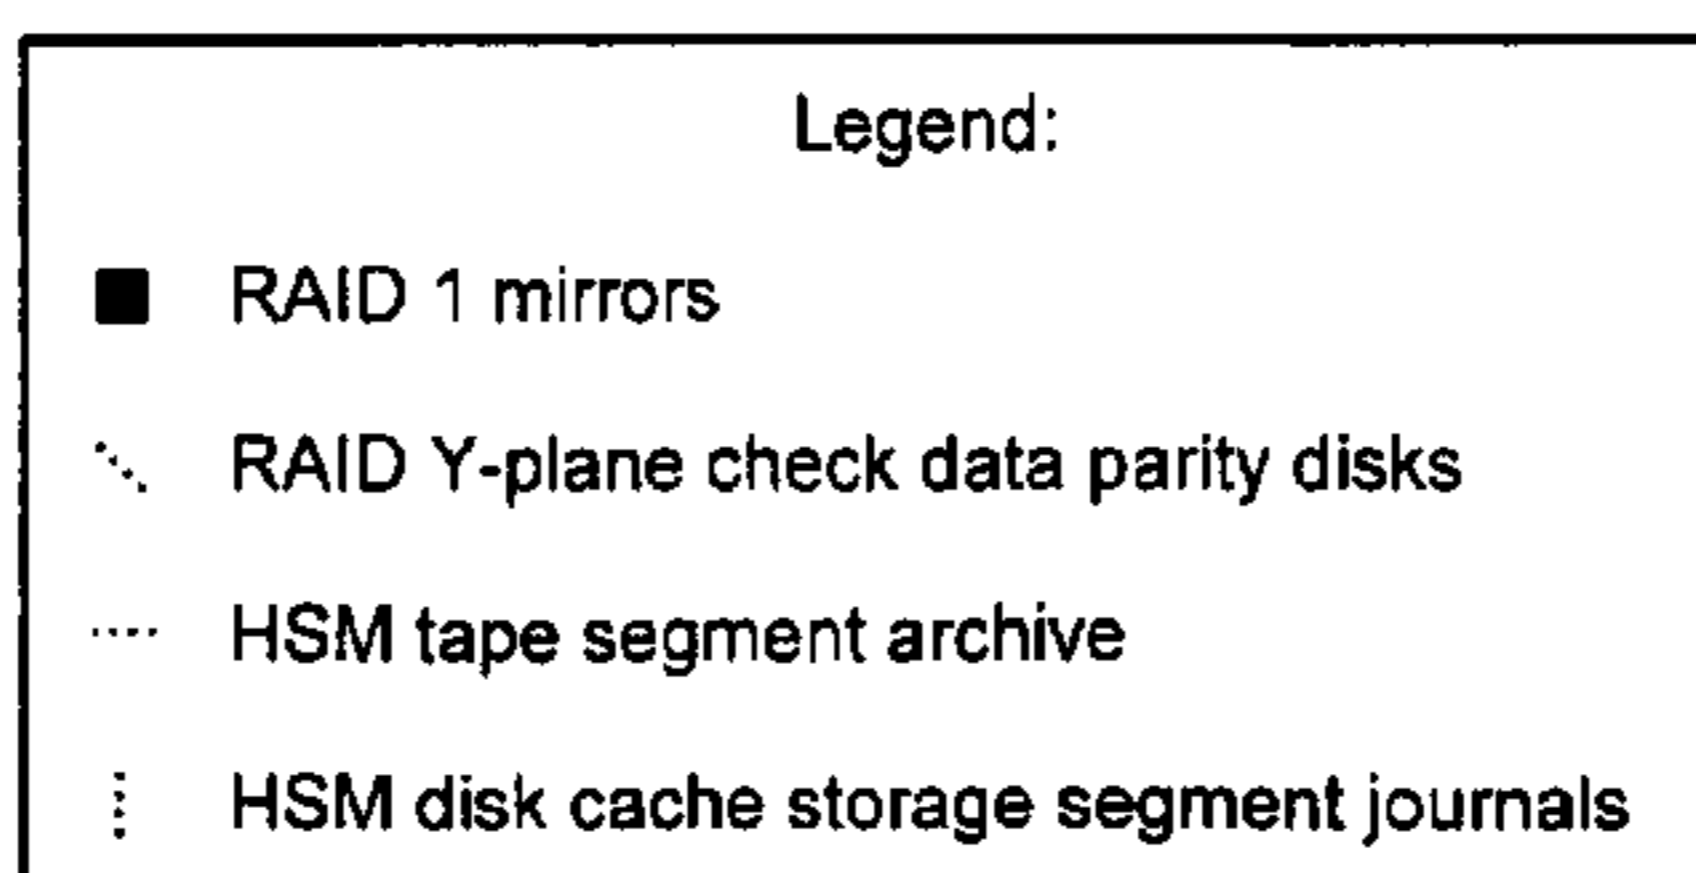 Legend:
RAID 1 mirrors
RAID Y-plane check data parity disks
HSM tape segment archive
HSM disk cache storage segment journals